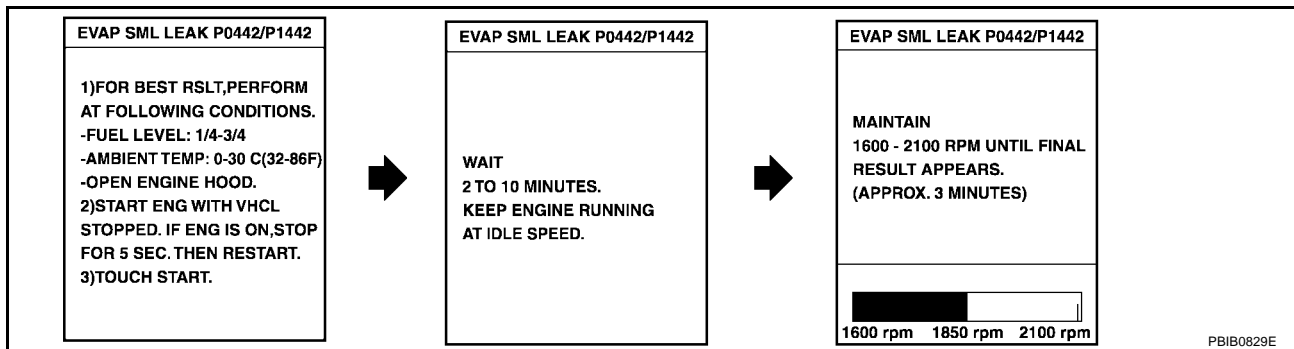 EVAP SML LEAK P0442/P1442
1)FOR BEST RSLT,PERFORM
AT FOLLOWING CONDITIONS.
-FUEL LEVEL: 1/4-3/4
-AMBIENT TEMP: 0-30 C(32-86F)
-OPEN ENGINE HOOD.
2)START ENG WITH VHCL
STOPPED. IF ENG IS ON,STOP
FOR 5 SEC. THEN RESTART.
3)TOUCH START.
EVAP SML LEAK P0442/P1442
WAIT
2 TO 10 MINUTES.
KEEP ENGINE RUNNING
AT IDLE SPEED.
EVAP SML LEAK P0442/P1442
MAINTAIN
1600 - 2100 RPM UNTIL FINAL
RESULT APPEARS.
(APPROX. 3 MINUTES)
1600 rpm 1850 rpm 2100 rpm
PBIB0829E